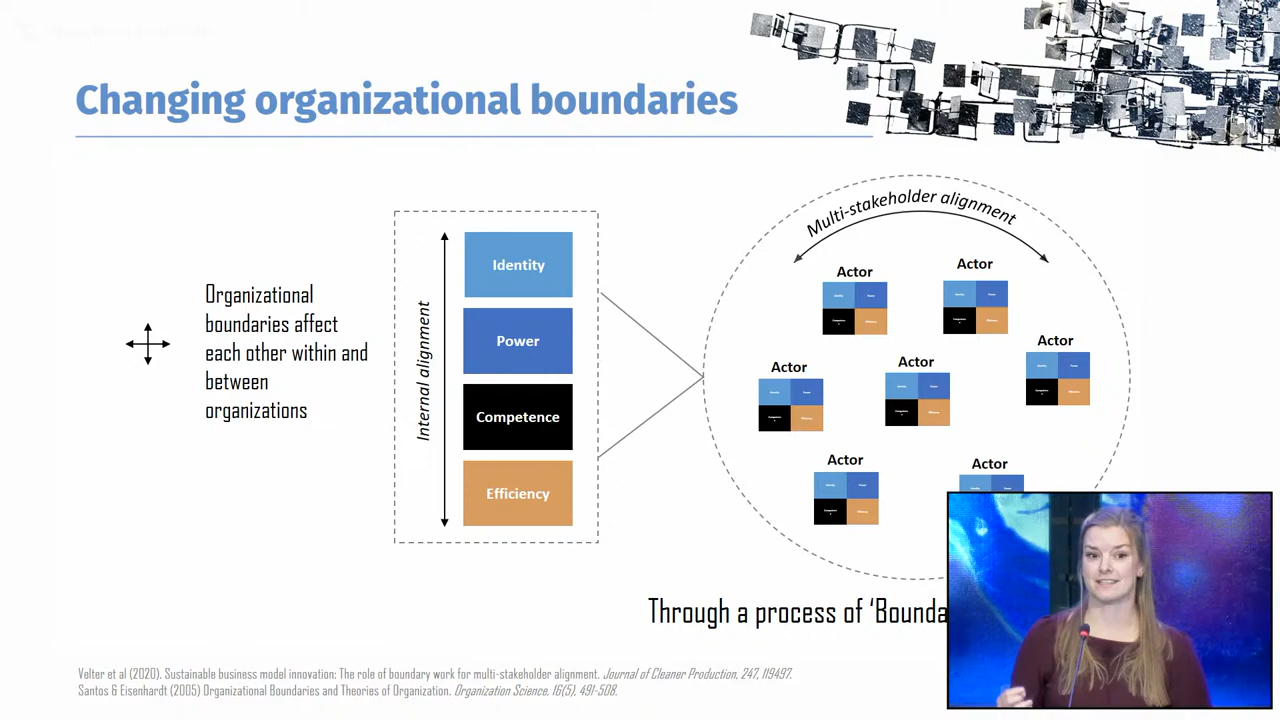 Changing organizational boundaries
Organizational
boundaries affect
each other within and
between
organizations
Internal alignment
Identity
Power
Competence
Efficiency
Multi-stakeholder alignment
Actor
Actor
Actor
Actor
Actor
Actor
Actor
Through a process of ‘Bounda
Velter et al (2020). Sustainable business model innovation: The role of boundary work for multi-stakeholder alignment. Journal of Cleaner Production, 247, 119497.
Santos & Eisenhardt (2005) Organizational Boundaries and Theories of Organization. Organization Science, 16(5), 491-508.